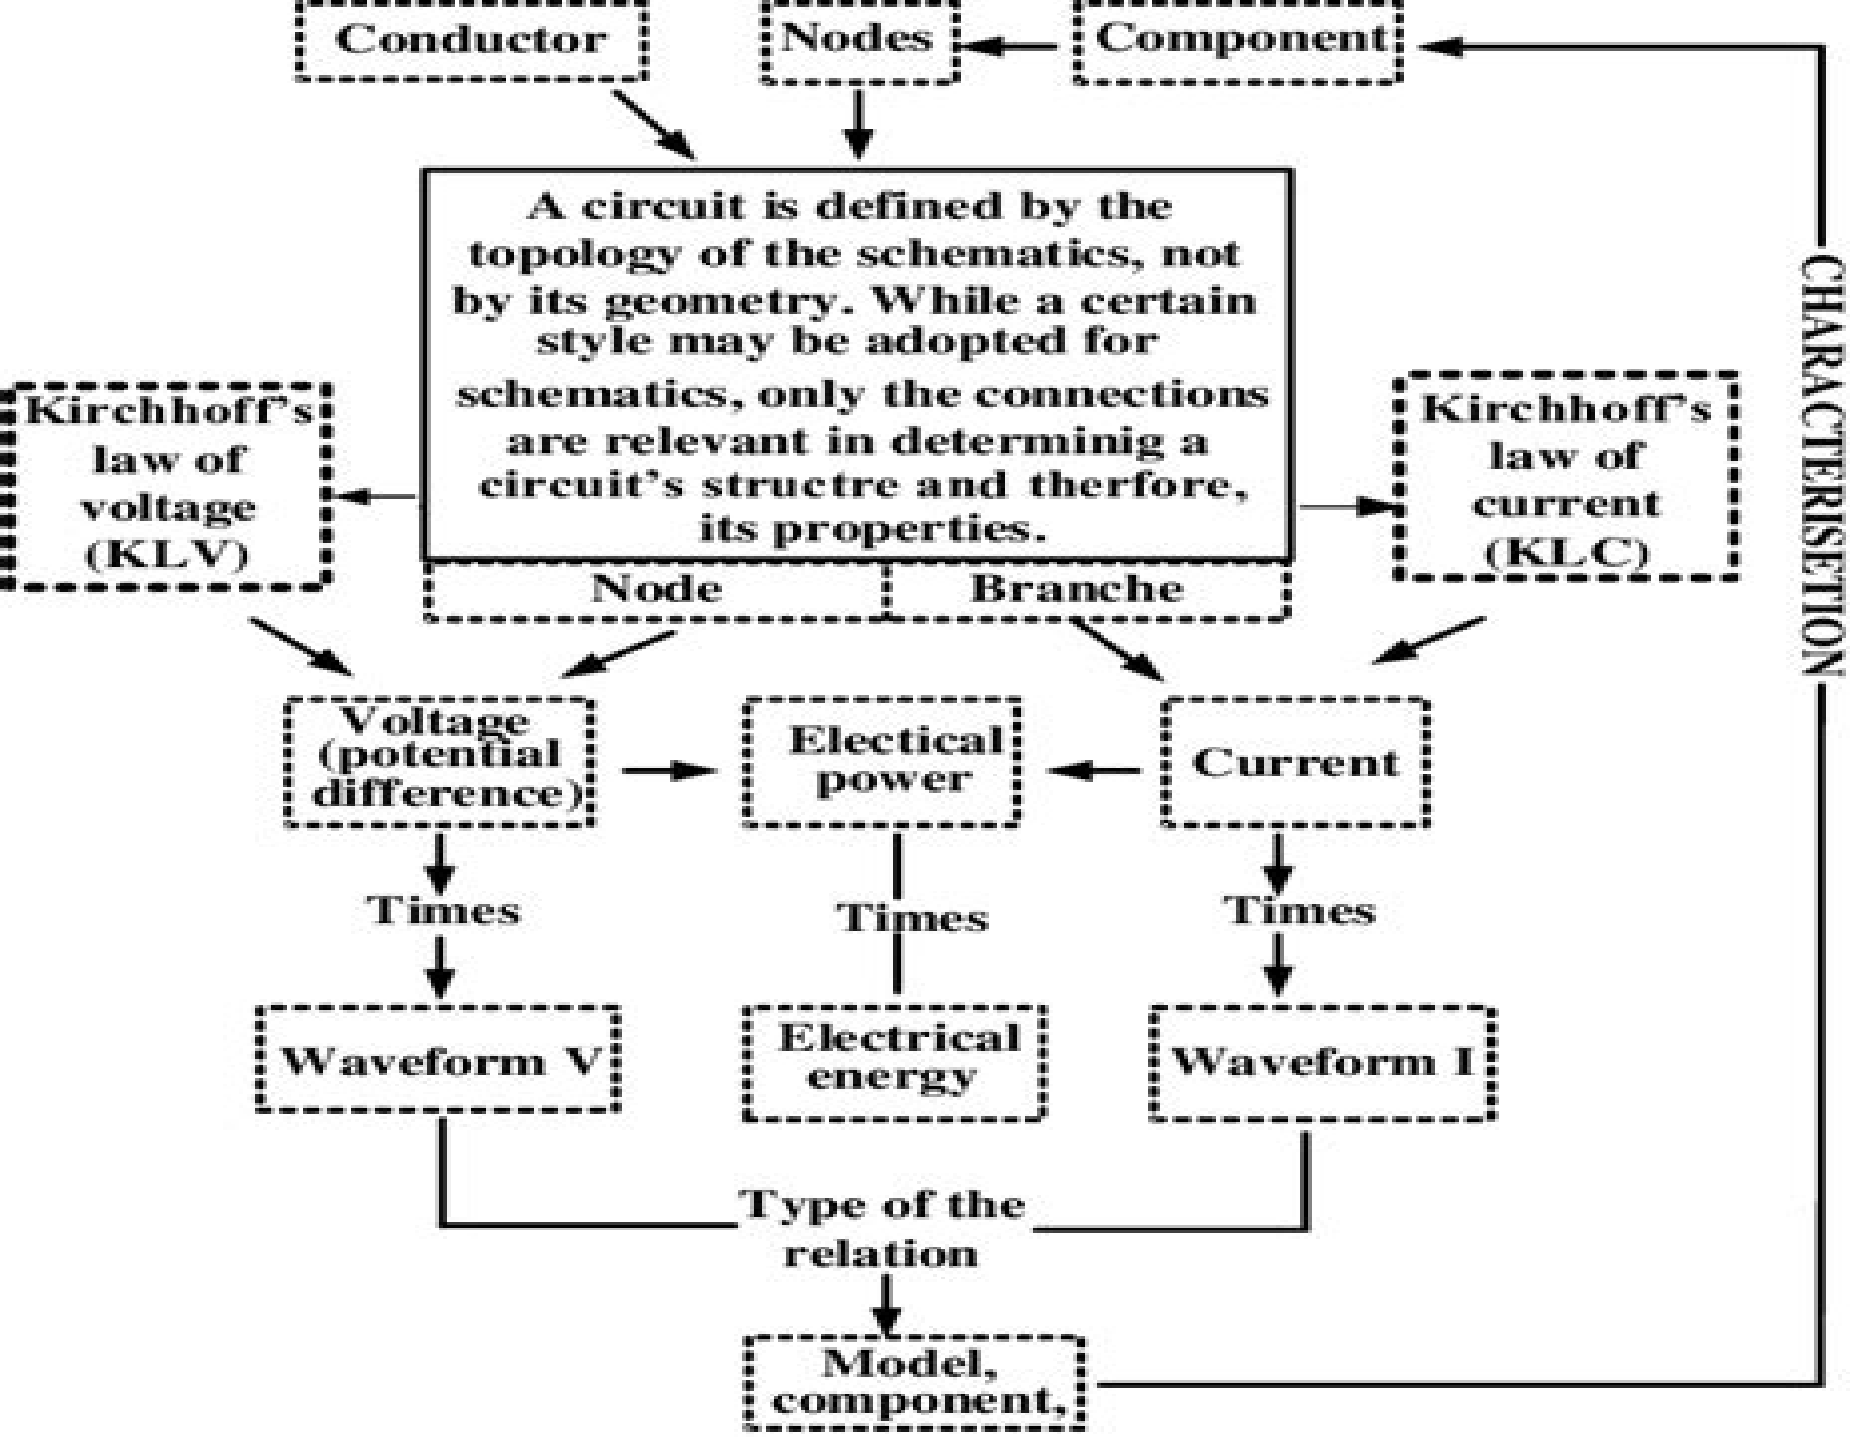 Conductor
Nodes
Component
A circuit is defined by the
topology of the schematics, not
by its geometry. While a certain
style may be adopted for
schematics, only the connections
are relevant in determinig a
circuit's structre and therfore,
its properties.
Kirchhoff's
law of
voltage
(KLV)
Kirchhoff's
law of
current
(KLC)
CHARACTERISETION
Node
Branche
Voltage
(potential
difference)
Electical
power
Current
Times
Times
Times
Waveform V
Electrical
energy
Waveform I
Type of the
relation
Model,
component,